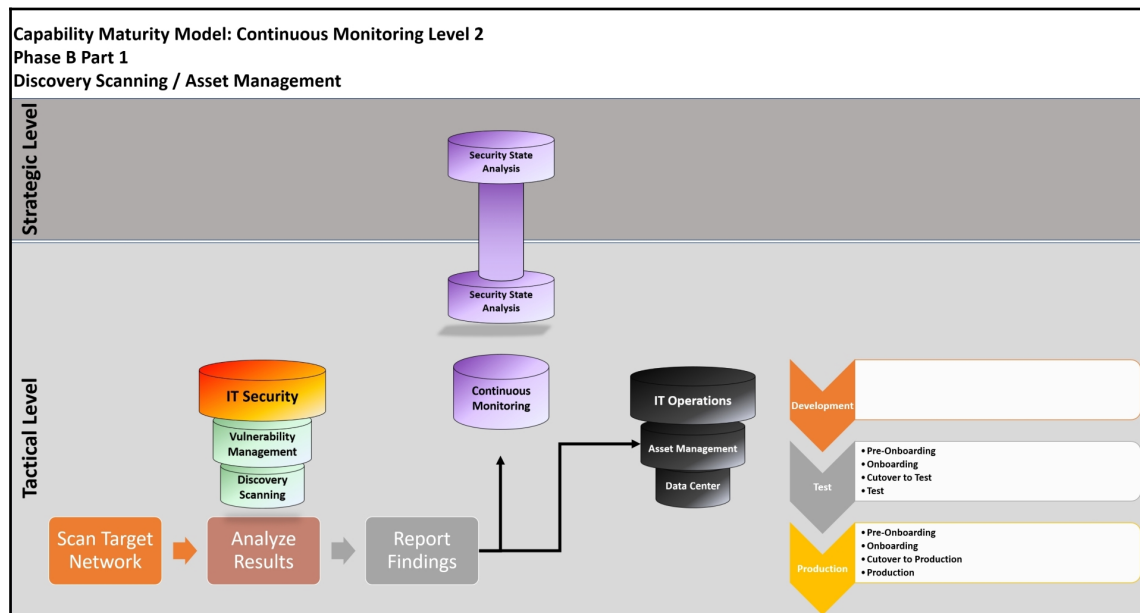 Capability Maturity Model: Continuous Monitoring Level 2
Phase B Part 1
Discovery Scanning / Asset Management
Strategic Level
Security State
Analysis
Security State
Analysis
Tactical Level
IT Security
Vulnerability
Management
Discovery
Scanning
Continuous
Monitoring
IT Operations
Asset Management
Data Center
Scan Target
Network
Analyze
Results
Report
Findings
Development
Test
• Pre-Onboarding
• Onboarding
• Cutover to Test
• Test
Production
• Pre-Onboarding
• Onboarding
• Cutover to Production
• Production